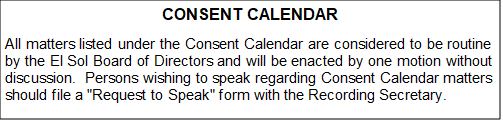 CONSENT CALENDAR
All matters listed under the Consent Calendar are considered to be routine
by the El Sol Board of Directors and will be enacted by one motion without
discussion.  Persons wishing to speak regarding Consent Calendar matters
should file a "Request to Speak" form with the Recording Secretary.